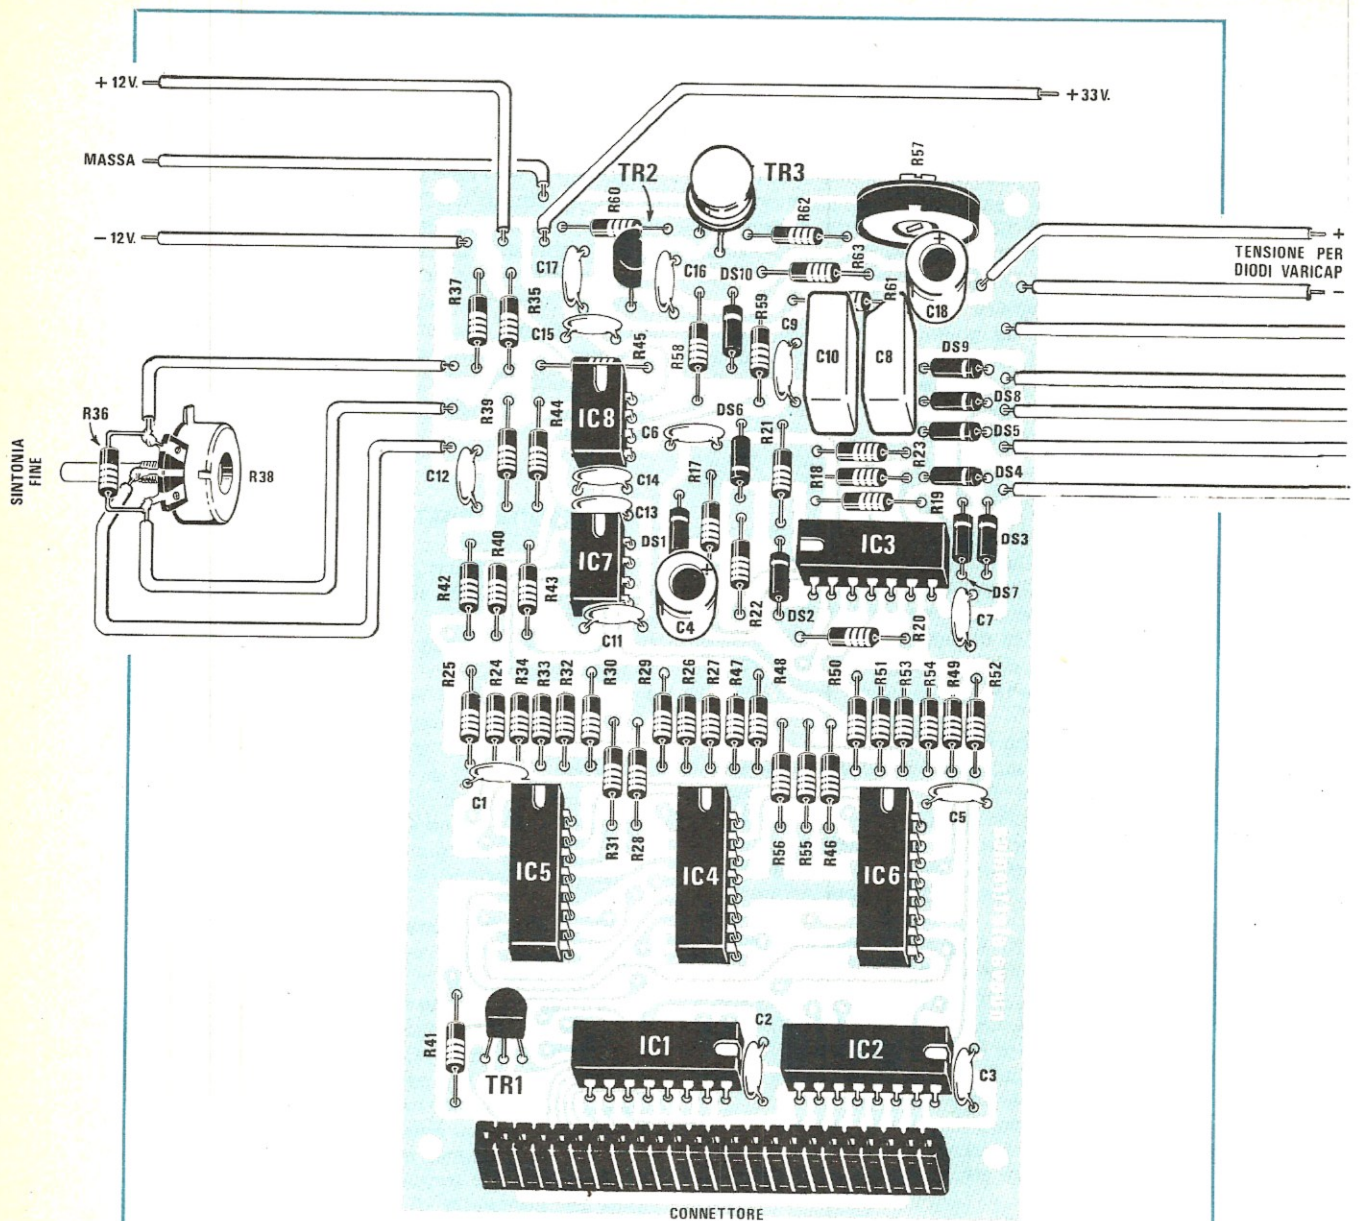 + 12V.
+ 33 V.
MASSA
R57
TR2
TR3
R60
R62
- 12V.
+
TENSIONE PER
DIODI VARICAP
-
C17
C16
DS10
R63
R61
C18
R37
R35
R59
C15
R45
R58
C9
C10
C8
DS9
R36
R39
R44
IC8
DS6
DS8
C6
R21
DS5
R23
SINTONIA
FINE
R38
C12
C14
R17
R18
DS4
C13
R19
R40
DS1
IC3
DS3
R42
R43
IC7
DS7
R22
DS2
C11
C4
R20
C7
R25
R24
R34
R33
R32
R30
R29
R26
R27
R47
R48
R50
R51
R53
R54
R49
R52
C1
C5
R31
R28
R56
R55
R46
IC5
IC4
IC6
C2
R41
IC1
IC2
C3
TR1
+
+
CONNETTORE